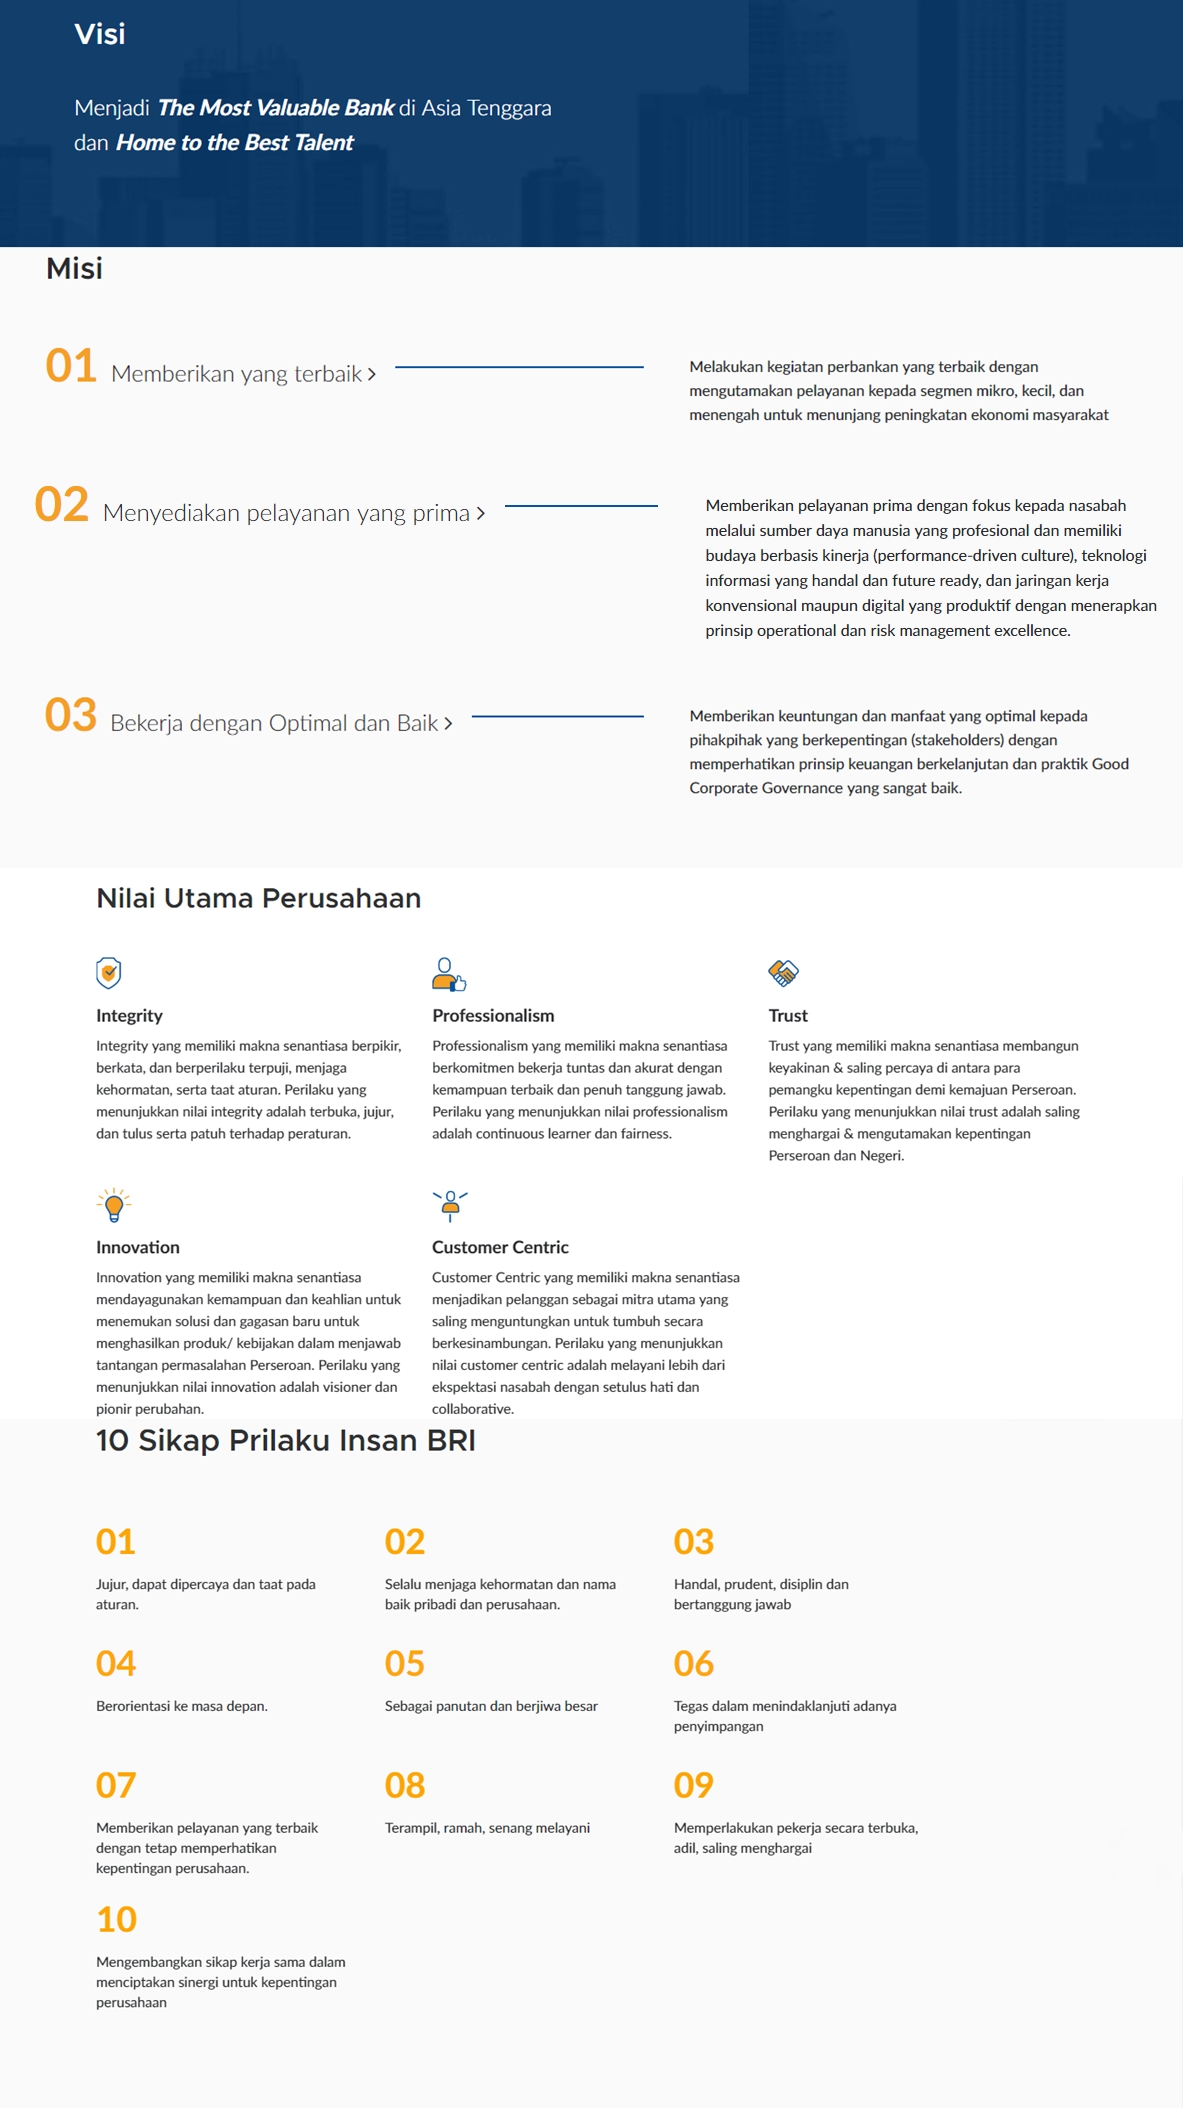 Visi
Menjadi The Most Valuable Bank di Asia Tenggara
dan Home to the Best Talent
Misi
01 Memberikan yang terbaik >
Melakukan kegiatan perbankan yang terbaik dengan
mengutamakan pelayanan kepada segmen mikro, kecil, dan
menengah untuk menunjang peningkatan ekonomi masyarakat
02 Menyediakan pelayanan yang prima >
Memberikan pelayanan prima dengan fokus kepada nasabah
melalui sumber daya manusia yang profesional dan memiliki
budaya berbasis kinerja (performance-driven culture), teknologi
informasi yang handal dan future ready, dan jaringan kerja
konvensional maupun digital yang produktif dengan menerapkan
prinsip operational dan risk management excellence.
03 Bekerja dengan Optimal dan Baik >
Memberikan keuntungan dan manfaat yang optimal kepada
pihakpihak yang berkepentingan (stakeholders) dengan
memperhatikan prinsip keuangan berkelanjutan dan praktik Good
Corporate Governance yang sangat baik.
Nilai Utama Perusahaan
Integrity
Integrity yang memiliki makna senantiasa berpikir,
berkata, dan berperilaku terpuji, menjaga
kehormatan, serta taat aturan. Perilaku yang
menunjukkan nilai integrity adalah terbuka, jujur,
dan tulus serta patuh terhadap peraturan.
Professionalism
Professionalism yang memiliki makna senantiasa
berkomitmen bekerja tuntas dan akurat dengan
kemampuan terbaik dan penuh tanggung jawab.
Perilaku yang menunjukkan nilai professionalism
adalah continuous learner dan fairness.
Trust
Trust yang memiliki makna senantiasa membangun
keyakinan & saling percaya di antara para
pemangku kepentingan demi kemajuan Perseroan.
Perilaku yang menunjukkan nilai trust adalah saling
menghargai & mengutamakan kepentingan
Perseroan dan Negeri.
Innovation
Innovation yang memiliki makna senantiasa
mendayagunakan kemampuan dan keahlian untuk
menemukan solusi dan gagasan baru untuk
menghasilkan produk/ kebijakan dalam menjawab
tantangan permasalahan Perseroan. Perilaku yang
menunjukkan nilai innovation adalah visioner dan
pionir perubahan.
Customer Centric
Customer Centric yang memiliki makna senantiasa
menjadikan pelanggan sebagai mitra utama yang
saling menguntungkan untuk tumbuh secara
berkesinambungan. Perilaku yang menunjukkan
nilai customer centric adalah melayani lebih dari
ekspektasi nasabah dengan setulus hati dan
collaborative.
10 Sikap Prilaku Insan BRI
01
Jujur, dapat dipercaya dan taat pada
aturan.
02
Selalu menjaga kehormatan dan nama
baik pribadi dan perusahaan.
03
Handal, prudent, disiplin dan
bertanggung jawab
04
Berorientasi ke masa depan.
05
Sebagai panutan dan berjiwa besar
06
Tegas dalam menindaklanjuti adanya
penyimpangan
07
Memberikan pelayanan yang terbaik
dengan tetap memperhatikan
kepentingan perusahaan.
08
Terampil, ramah, senang melayani
09
Memperlakukan pekerja secara terbuka,
adil, saling menghargai
10
Mengembangkan sikap kerja sama dalam
menciptakan sinergi untuk kepentingan
perusahaan